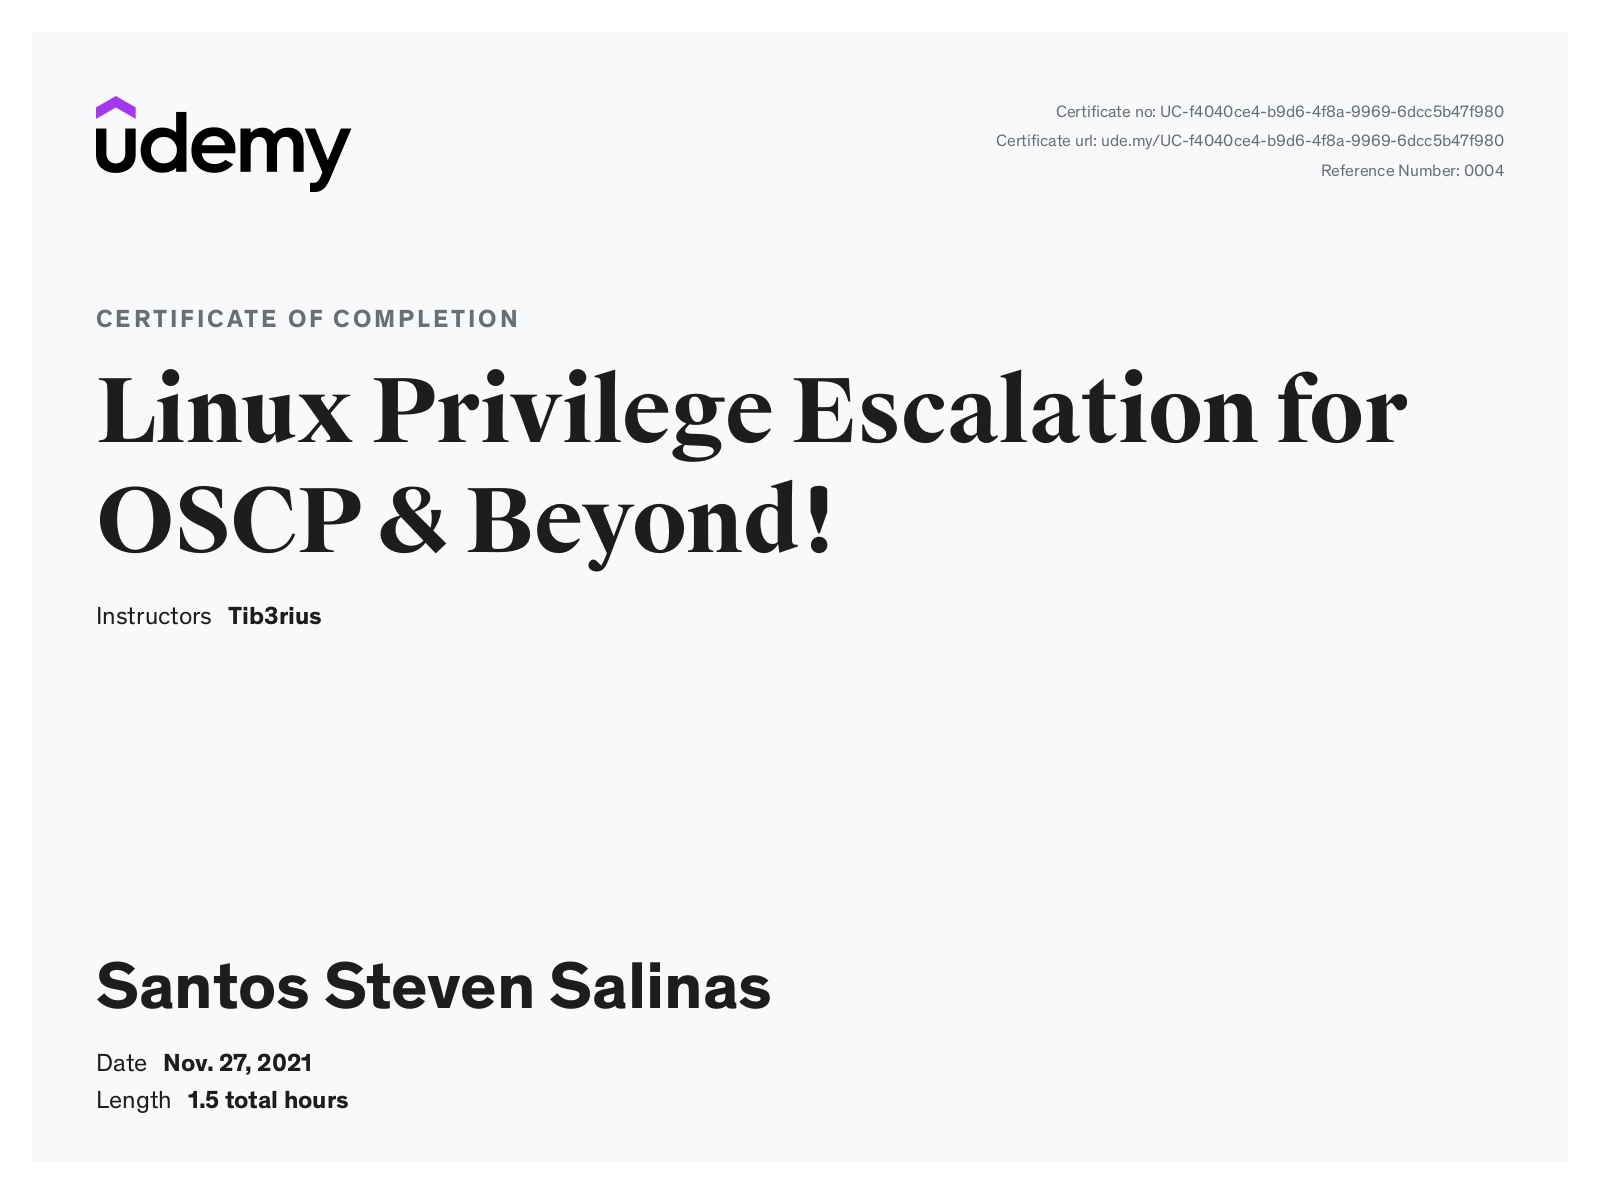 udemy
Certificate no: UC-f4040ce4-b9d6-4f8a-9969-6dcc5b47f980
Certificate url: ude.my/UC-f4040ce4-b9d6-4f8a-9969-6dcc5b47f980
Reference Number: 0004
CERTIFICATE OF COMPLETION
Linux Privilege Escalation for
OSCP & Beyond!
Instructors Tib3rius
Santos Steven Salinas
Date Nov. 27, 2021
Length 1.5 total hours